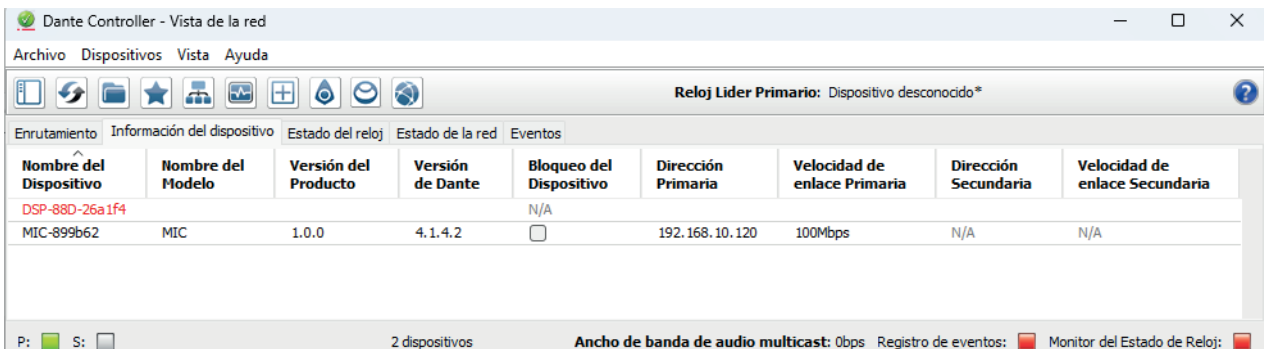 Dante Controller - Vista de la red
Archivo Dispositivos Vista Ayuda
Reloj Lider Primario: Dispositivo desconocido*
Enrutamiento Información del dispositivo Estado del reloj Estado de la red Eventos
Nombre del Dispositivo Nombre del Modelo Versión del Producto Versión de Dante Bloqueo del Dispositivo Dirección Primaria Velocidad de enlace Primaria Dirección Secundaria Velocidad de enlace Secundaria
DSP-88D-26a1f4 N/A
MIC-899b62 MIC 1.0.0 4.1.4.2 192.168.10.120 100Mbps N/A N/A
P: S: 2 dispositivos Ancho de banda de audio multicast: 0bps Registro de eventos: Monitor del Estado de Reloj: